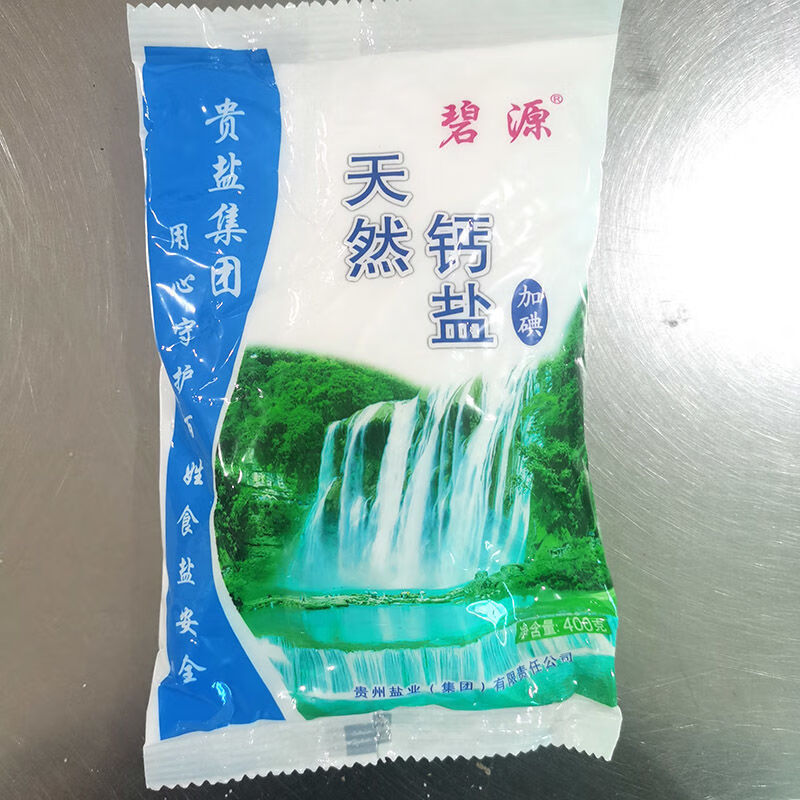 贵盐集团
用心守护百姓食盐安全
碧源®
天然
钙盐
加碘
净含量:400克
贵州盐业(集团)有限责任公司